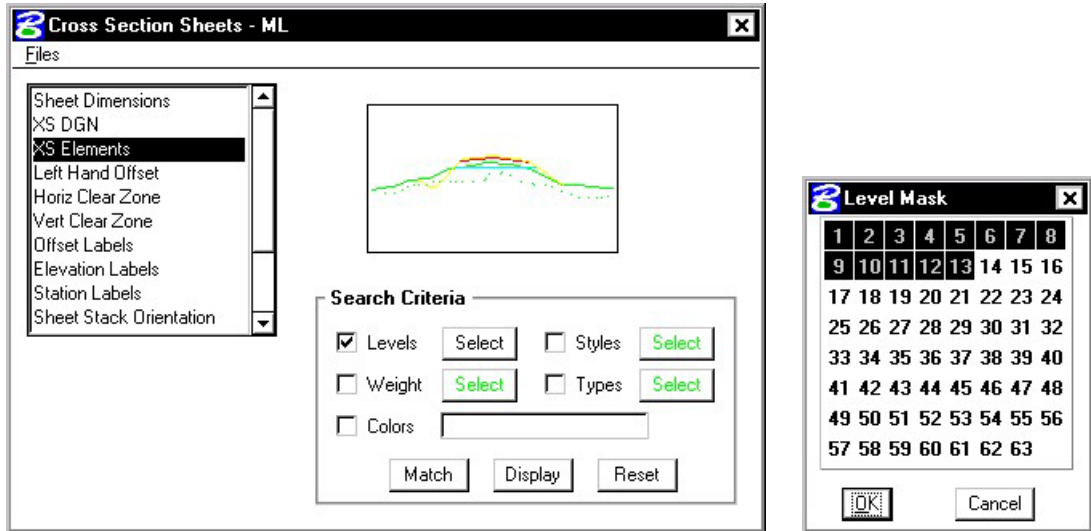 Cross Section Sheets - ML
Files
Sheet Dimensions
XS DGN
XS Elements
Left Hand Offset
Horiz Clear Zone
Vert Clear Zone
Offset Labels
Elevation Labels
Station Labels
Sheet Stack Orientation
Search Criteria
Levels Select Styles Select
Weight Select Types Select
Colors
Match Display Reset
Level Mask
1 2 3 4 5 6 7 8
9 10 11 12 13 14 15 16
17 18 19 20 21 22 23 24
25 26 27 28 29 30 31 32
33 34 35 36 37 38 39 40
41 42 43 44 45 46 47 48
49 50 51 52 53 54 55 56
57 58 59 60 61 62 63
OK Cancel